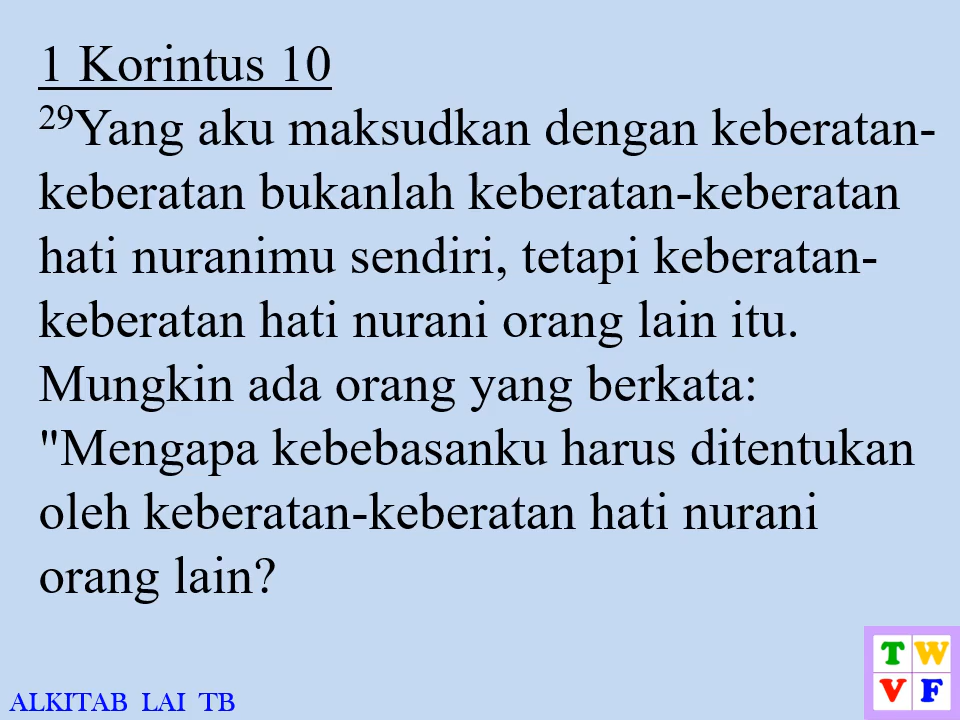 1 Korintus 10
29Yang aku maksudkan dengan keberatan-
keberatan bukanlah keberatan-keberatan
hati nuranimu sendiri, tetapi keberatan-
keberatan hati nurani orang lain itu.
Mungkin ada orang yang berkata:
"Mengapa kebebasanku harus ditentukan
oleh keberatan-keberatan hati nurani
orang lain?
ALKITAB LAI TB
T W
V F